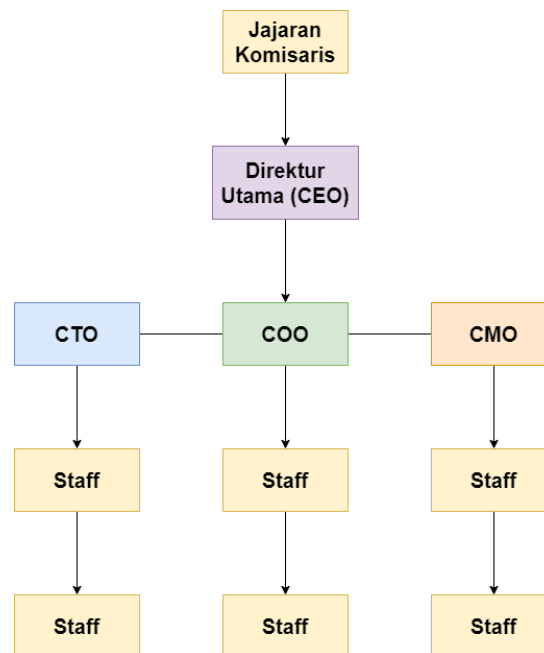 Jajaran
Komisaris
Direktur
Utama (CEO)
CTO
COO
CMO
Staff
Staff
Staff
Staff
Staff
Staff